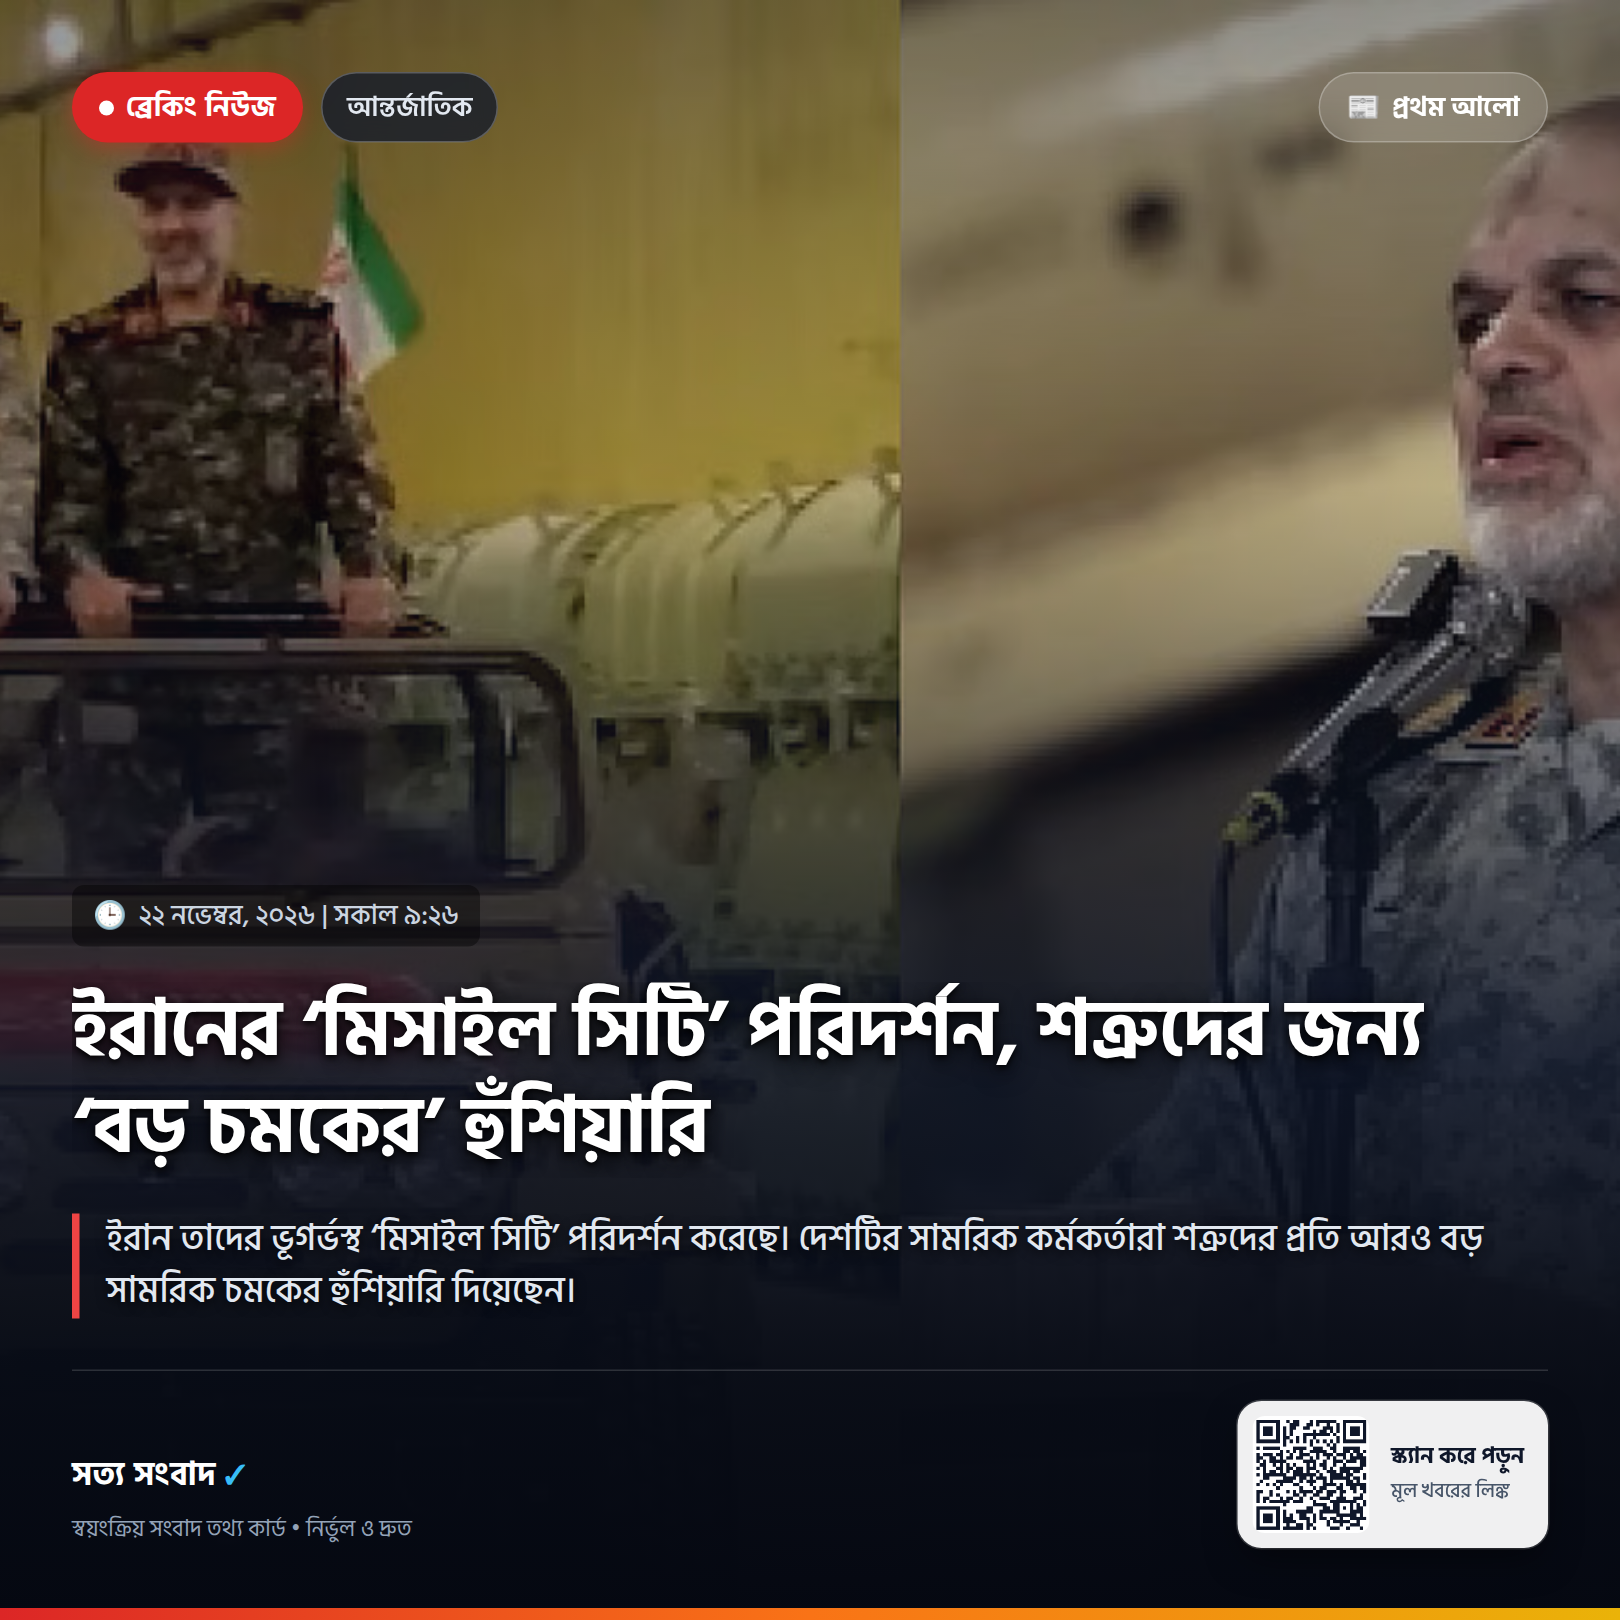 ব্রেকিং নিউজ
আন্তর্জাতিক
প্রথম আলো
২২ নভেম্বর, ২০২৬ | সকাল ৯:২৬
ইরানের ‘মিসাইল সিটি’ পরিদর্শন, শত্রুদের জন্য
‘বড় চমকের’ হুঁশিয়ারি
ইরান তাদের ভূগর্ভস্থ ‘মিসাইল সিটি’ পরিদর্শন করেছে। দেশটির সামরিক কর্মকর্তারা শত্রুদের প্রতি আরও বড়
সামরিক চমকের হুঁশিয়ারি দিয়েছেন।
সত্য সংবাদ ✓
স্বয়ংক্রিয় সংবাদ তথ্য কার্ড • নির্ভুল ও দ্রুত
স্ক্যান করে পড়ুন
মূল খবরের লিঙ্ক